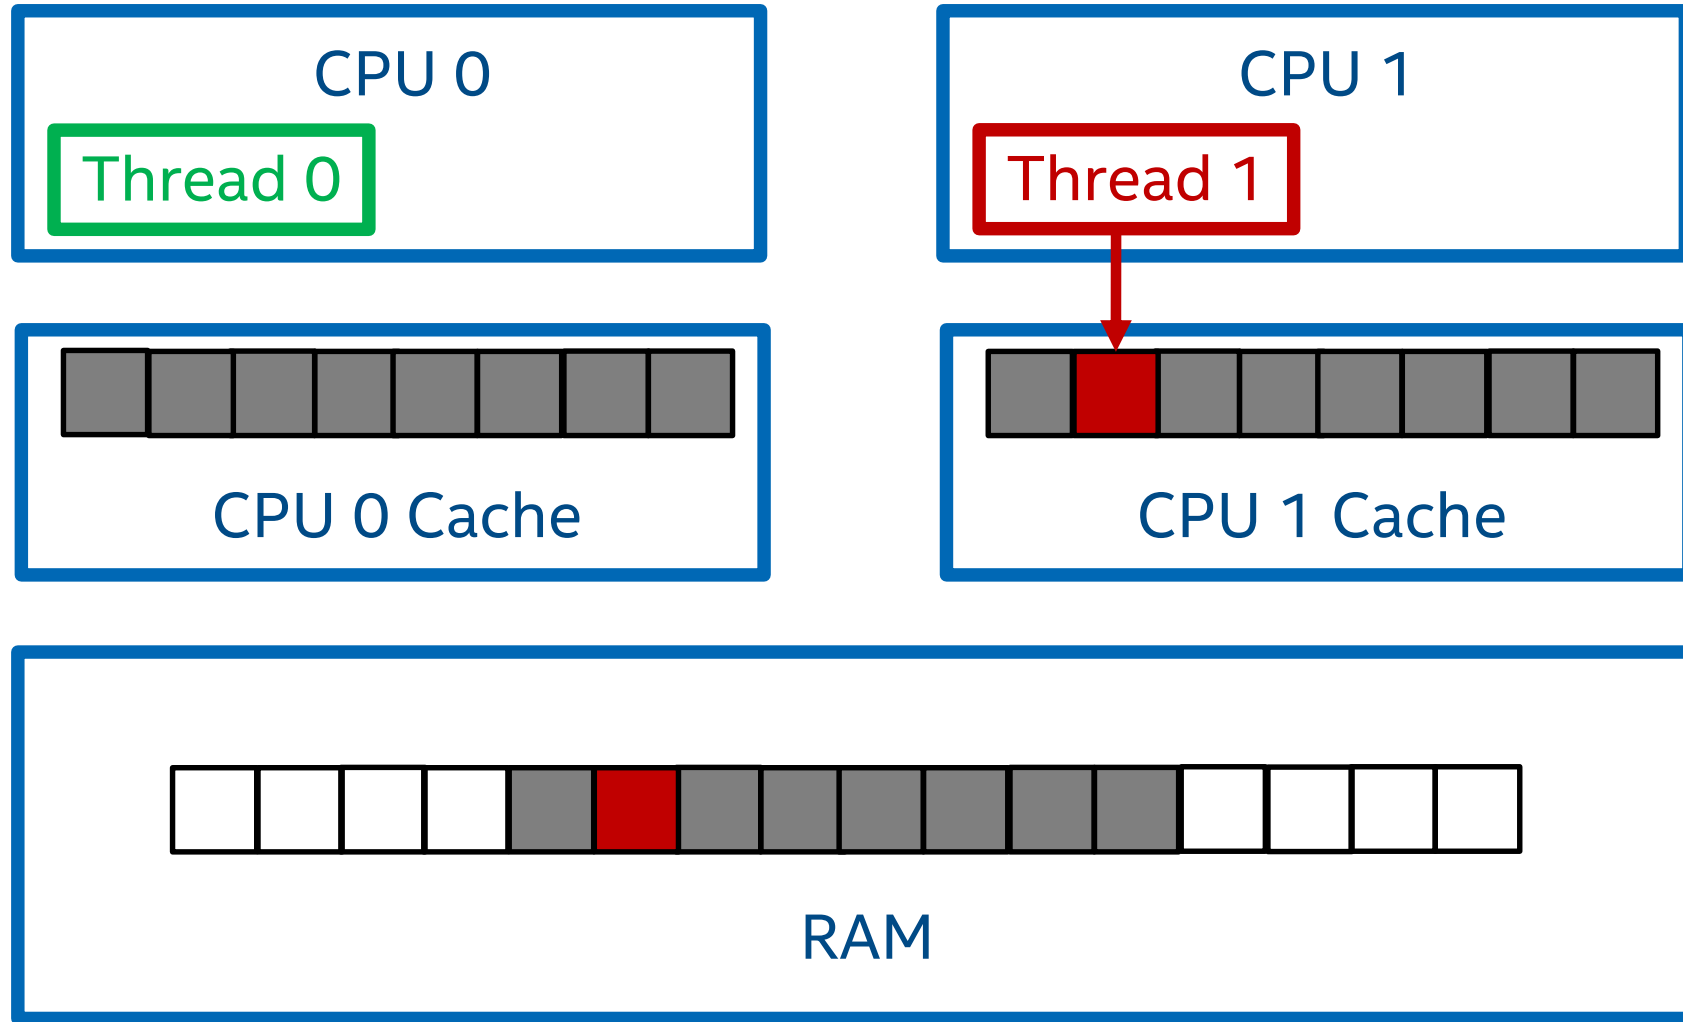 CPU 0
CPU 1
Thread 0
Thread 1
CPU 0 Cache
CPU 1 Cache
RAM